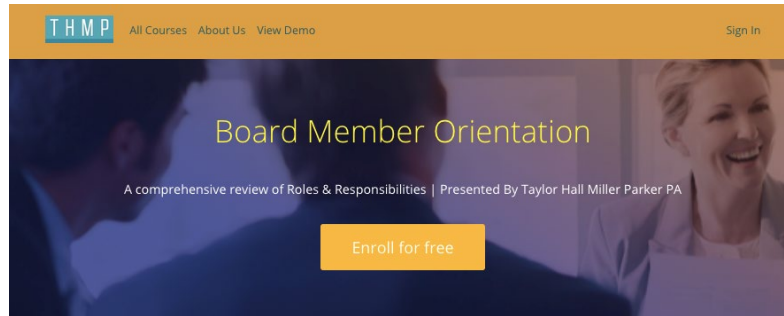 THMP All Courses About Us View Demo Sign In
Board Member Orientation
A comprehensive review of Roles & Responsibilities | Presented By Taylor Hall Miller Parker PA
Enroll for free